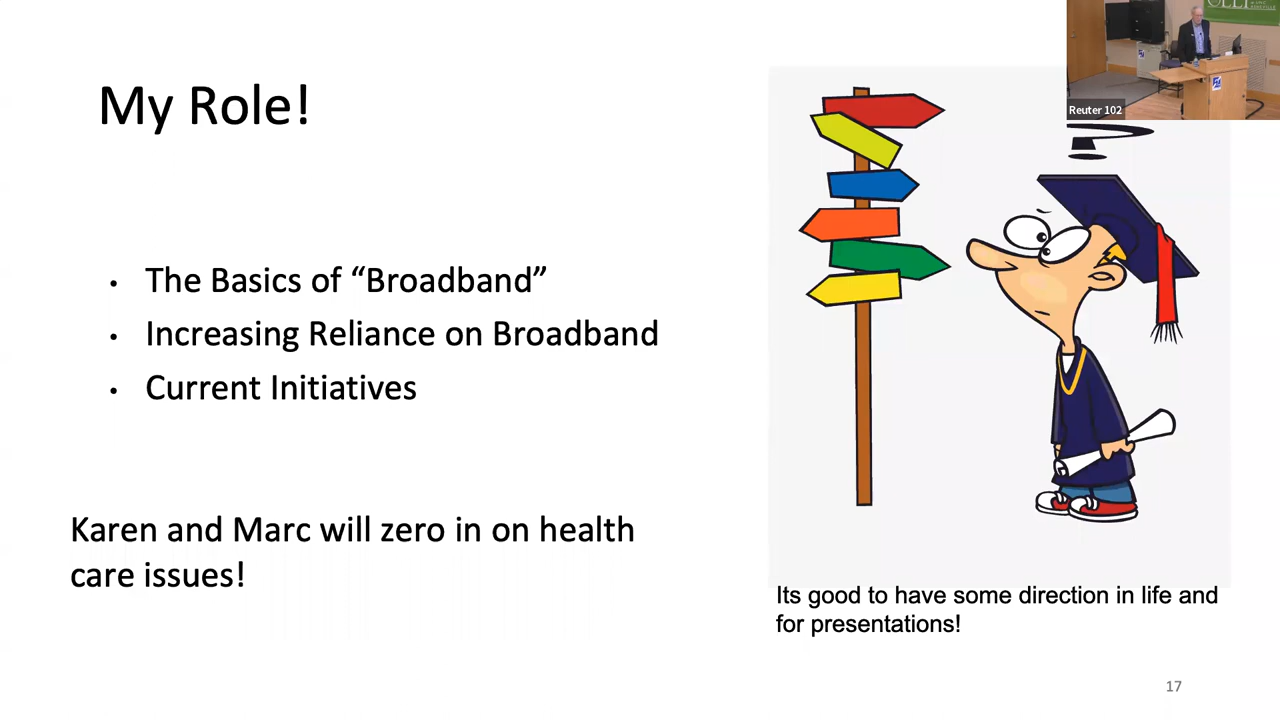 My Role!
• The Basics of “Broadband”
• Increasing Reliance on Broadband
• Current Initiatives
Karen and Marc will zero in on health
care issues!
OLLI
Reuter 102
Its good to have some direction in life and
for presentations!
17